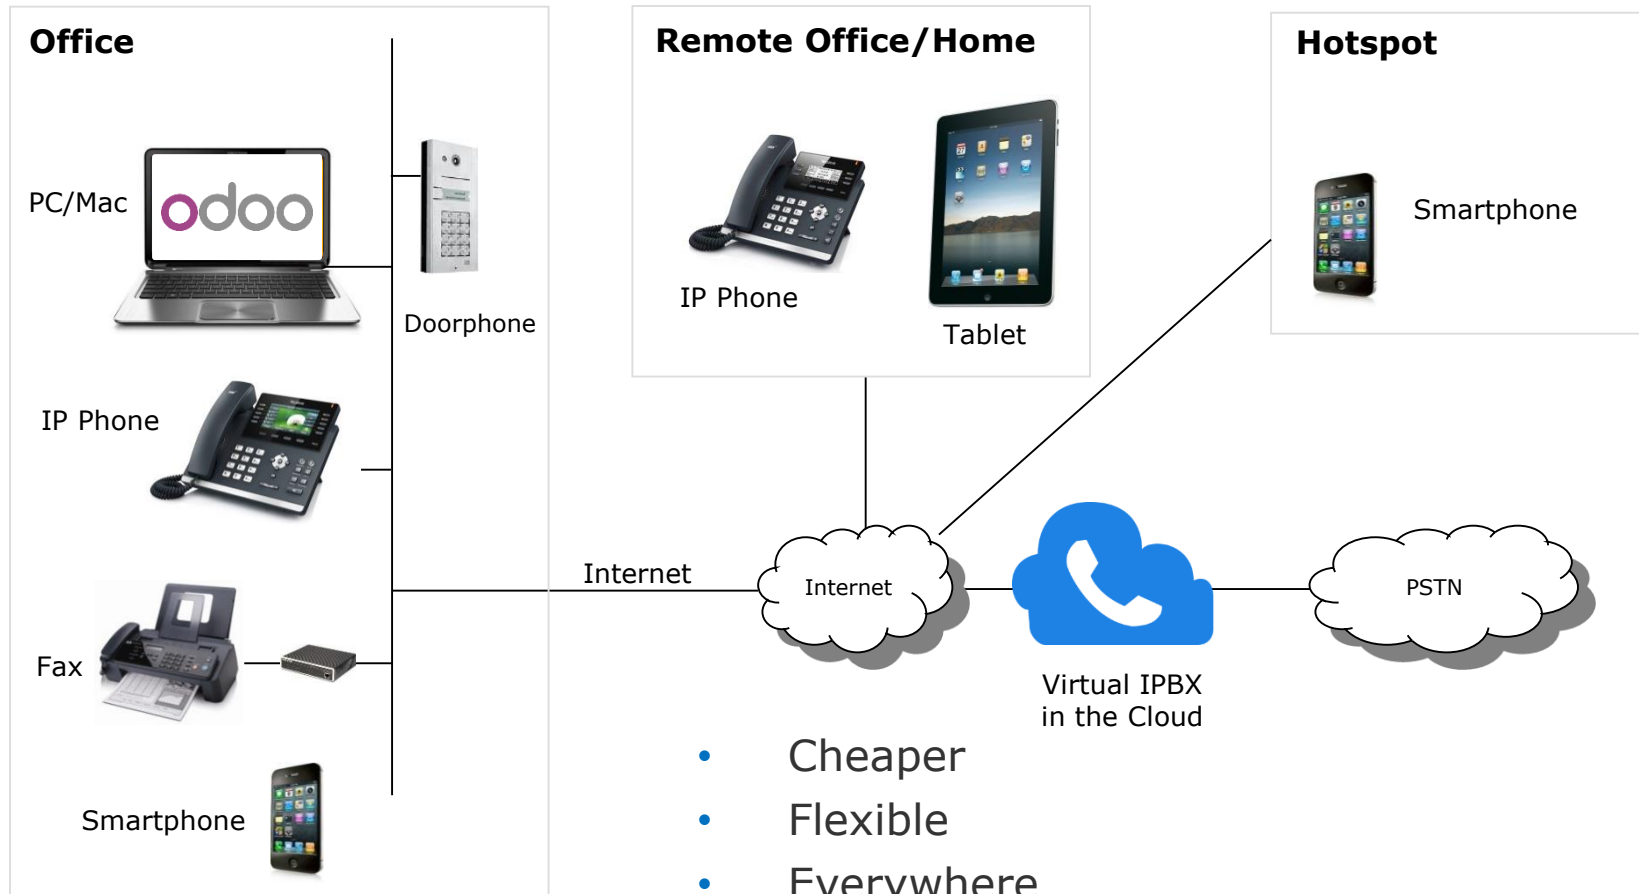 Office
PC/Mac
odoo
Doorphone
IP Phone
Fax
Smartphone
Remote Office/Home
IP Phone
Tablet
Hotspot
Smartphone
Internet
Internet
PSTN
Virtual IPBX
in the Cloud
• Cheaper
• Flexible
• Everywhere